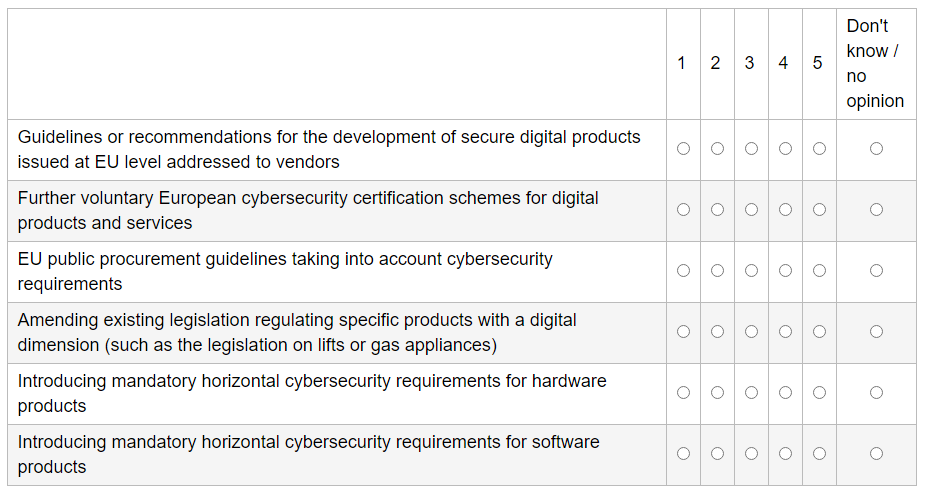 1 2 3 4 5 Don't
know /
no
opinion
Guidelines or recommendations for the development of secure digital products
issued at EU level addressed to vendors
Further voluntary European cybersecurity certification schemes for digital
products and services
EU public procurement guidelines taking into account cybersecurity
requirements
Amending existing legislation regulating specific products with a digital
dimension (such as the legislation on lifts or gas appliances)
Introducing mandatory horizontal cybersecurity requirements for hardware
products
Introducing mandatory horizontal cybersecurity requirements for software
products